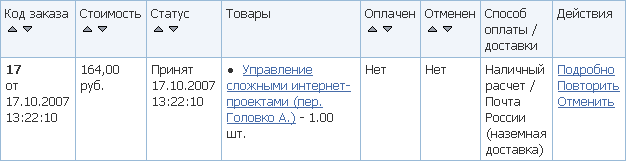 Код заказа
Стоимость
Статус
Товары
Оплачен
Отменен
Способ
оплаты /
доставки
Действия
17
от
17.10.2007
13:22:10
164,00
руб.
Принят
17.10.2007
13:22:10
• Управление
сложными интернет-
проектами (пер.
Головко А.) - 1.00
шт.
Нет
Нет
Наличный
расчет /
Почта
России
(наземная
доставка)
Подробно
Повторить
Отменить